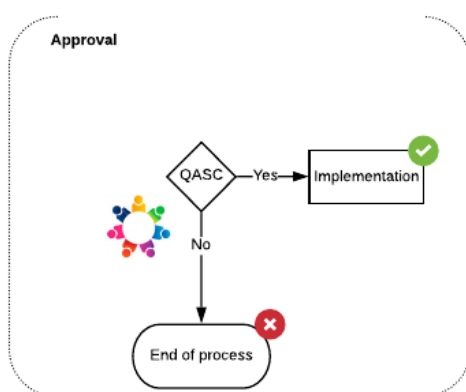 Approval
QASC
Yes
Implementation
No
End of process